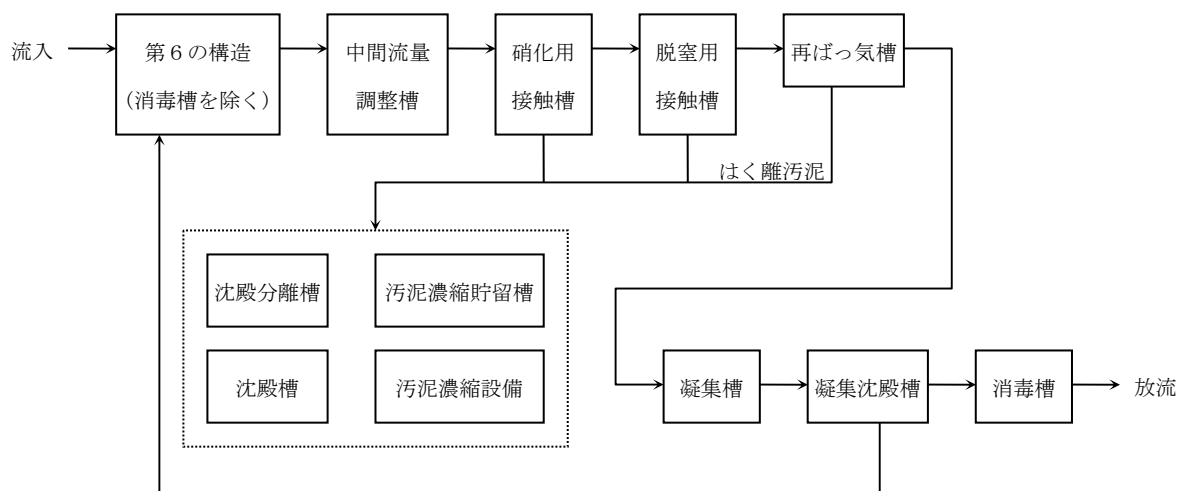 流入
第6の構造
(消毒槽を除く)
中間流量
調整槽
硝化用
接触槽
脱窒用
接触槽
再ばっ気槽
はく離汚泥
沈殿分離槽
汚泥濃縮貯留槽
沈殿槽
汚泥濃縮設備
凝集槽
凝集沈殿槽
消毒槽
放流